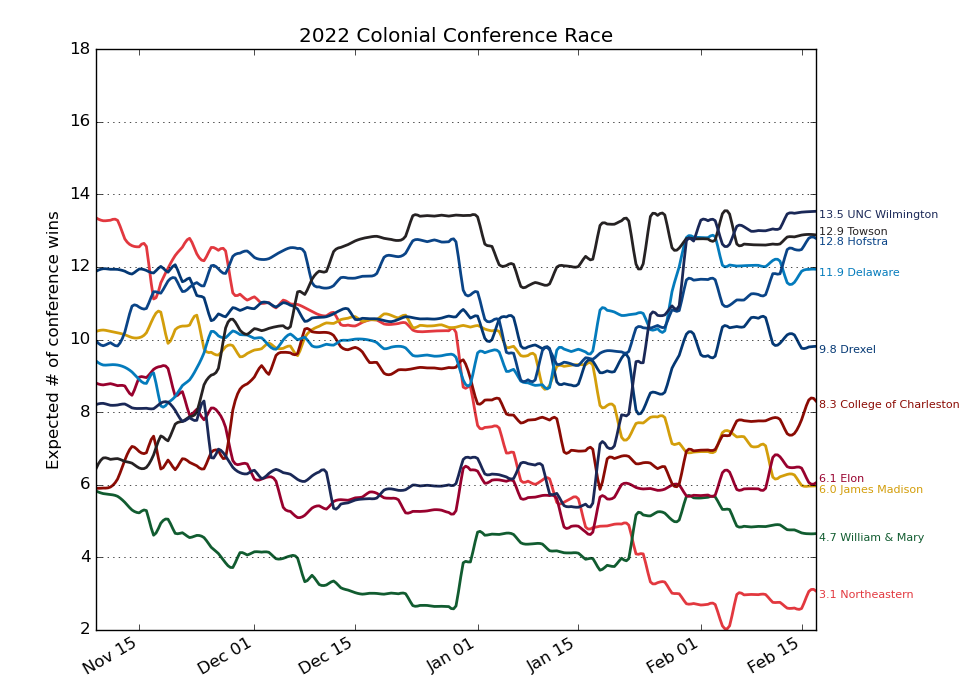 2022 Colonial Conference Race
Expected # of conference wins
18
16
14
12
10
8
6
4
2
Nov 15
Dec 01
Dec 15
Jan 01
Jan 15
Feb 01
Feb 15
13.5 UNC Wilmington
12.9 Towson
12.8 Hofstra
11.9 Delaware
9.8 Drexel
8.3 College of Charleston
6.1 Elon
6.0 James Madison
4.7 William & Mary
3.1 Northeastern